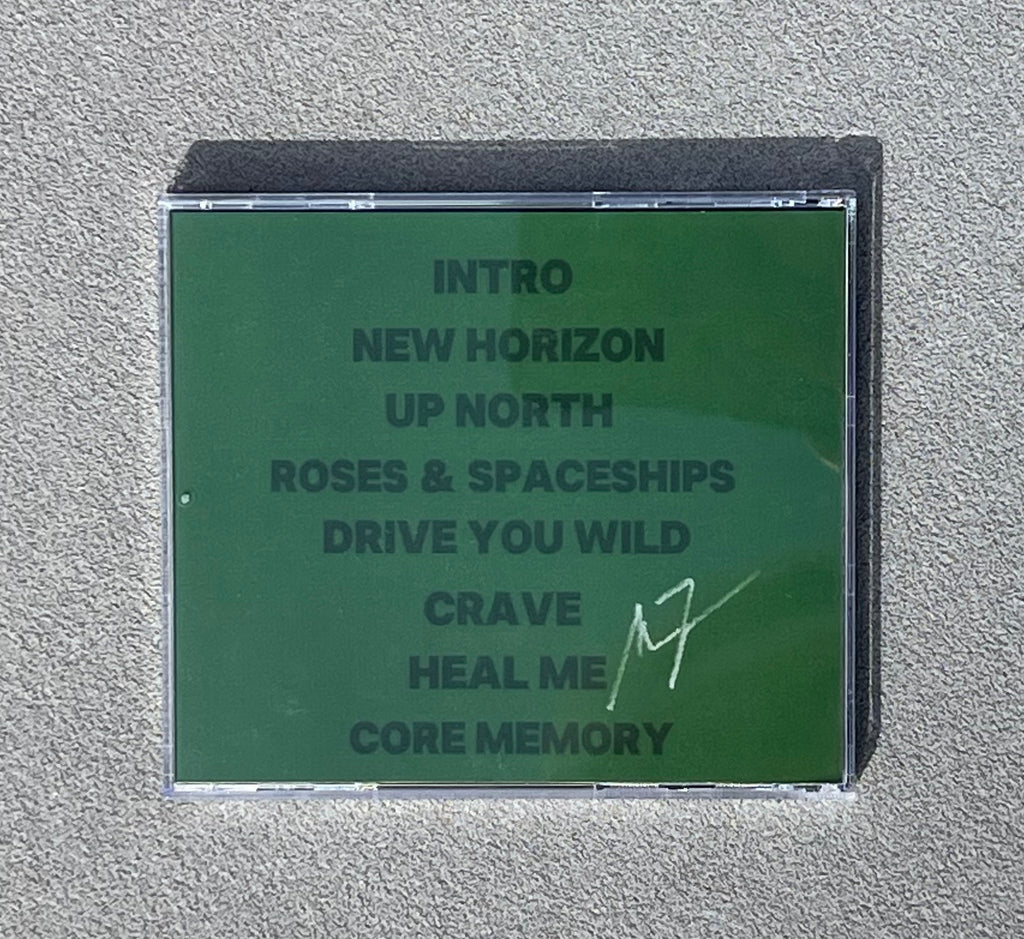 INTRO
NEW HORIZON
UP NORTH
ROSES & SPACESHIPS
DRIVE YOU WILD
CRAVE
HEAL ME
CORE MEMORY